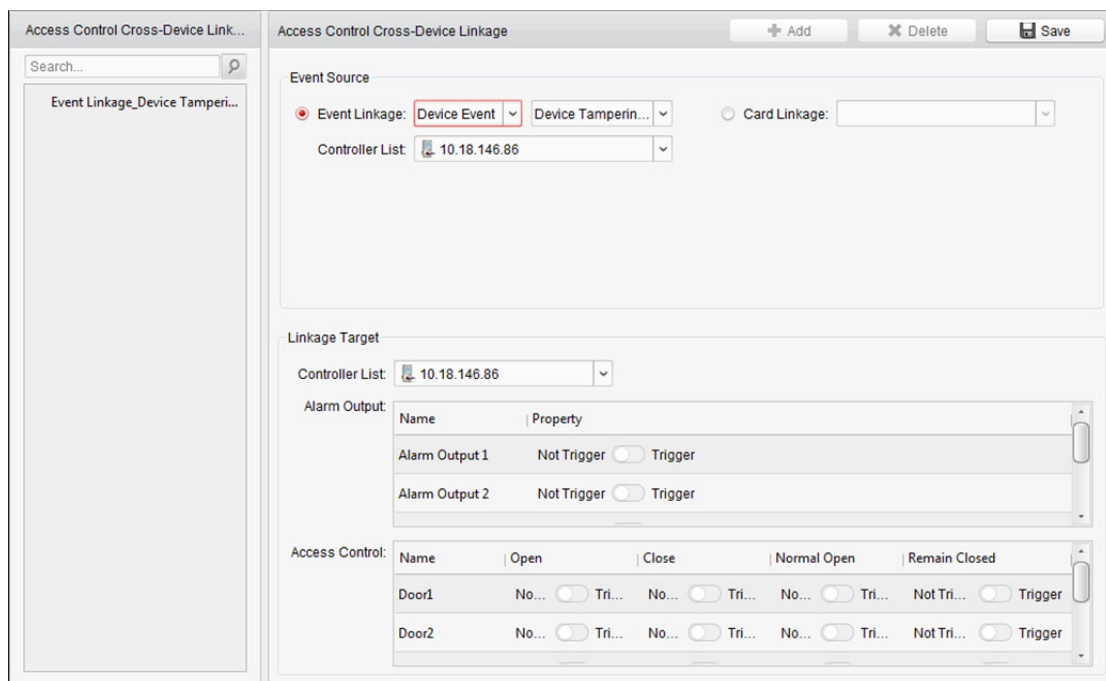 Access Control Cross-Device Link...
Access Control Cross-Device Linkage
Add
Delete
Save
Search...
Event Linkage_Device Tamperi...
Event Source
Event Linkage: Device Event Device Tamperin... Card Linkage:
Controller List: 10.18.146.86
Linkage Target
Controller List: 10.18.146.86
Alarm Output:
Name Property
Alarm Output 1 Not Trigger Trigger
Alarm Output 2 Not Trigger Trigger
Access Control:
Name Open Close Normal Open Remain Closed
Door1 No... Tri... No... Tri... No... Tri... Not Tri... Trigger
Door2 No... Tri... No... Tri... No... Tri... Not Tri... Trigger